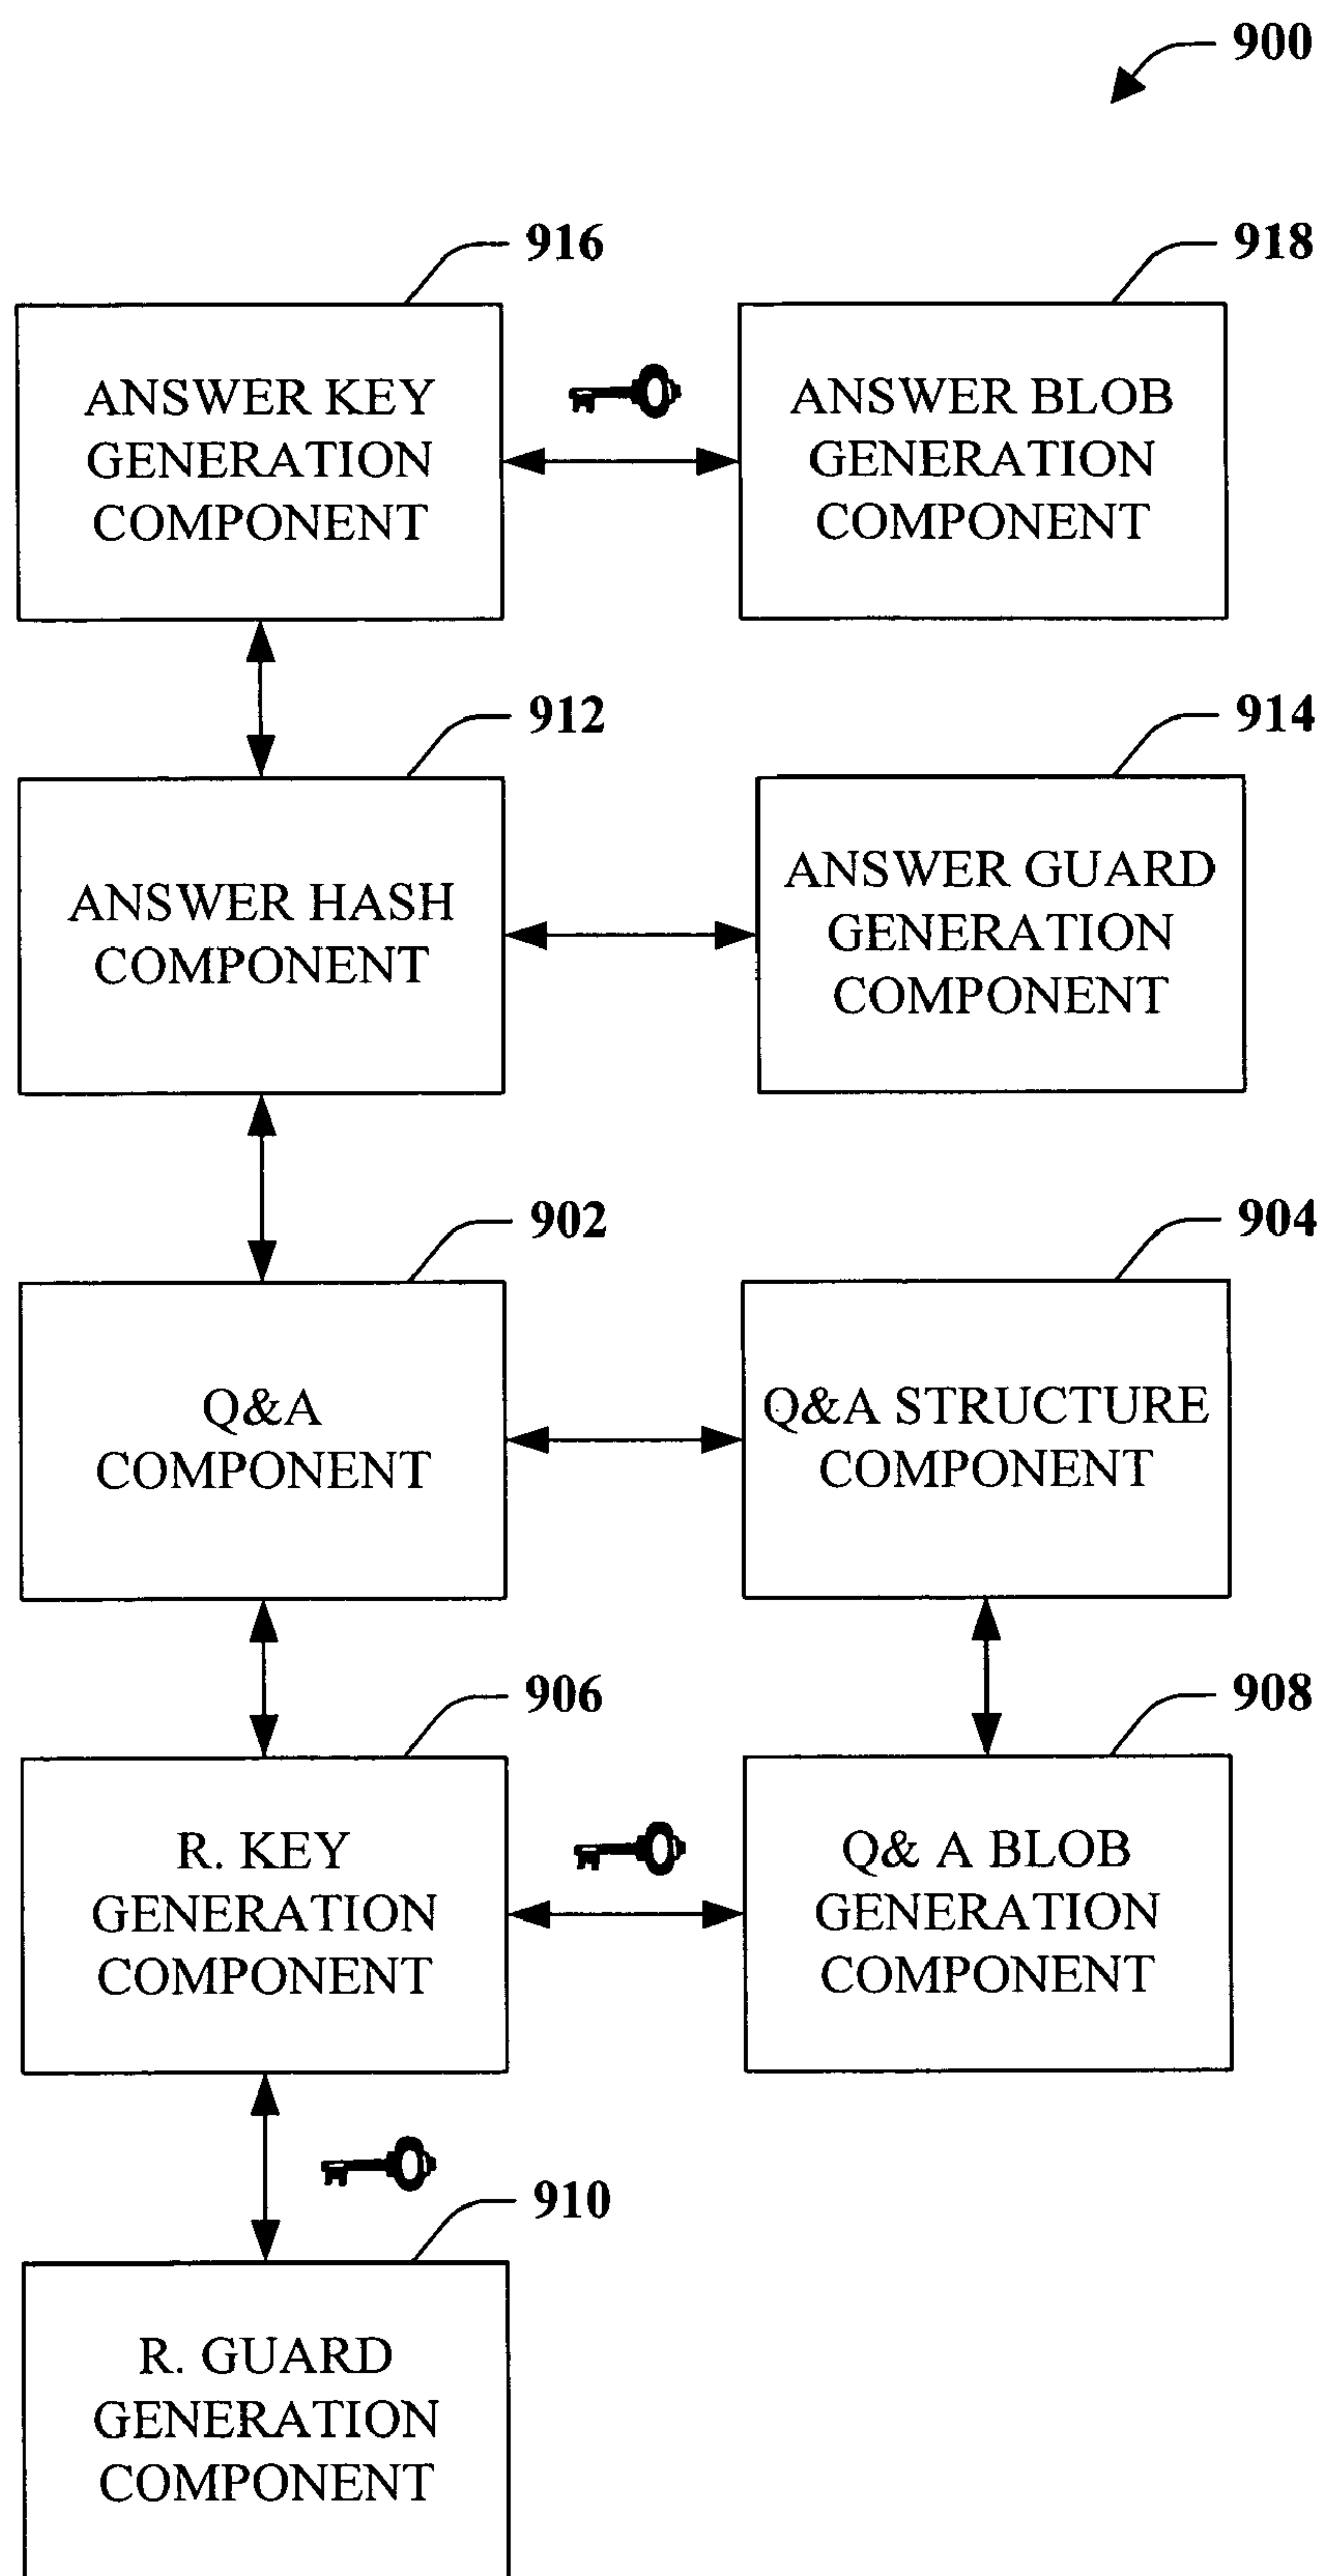 900
916
918
ANSWER KEY
GENERATION
COMPONENT
ANSWER BLOB
GENERATION
COMPONENT
912
914
ANSWER HASH
COMPONENT
ANSWER GUARD
GENERATION
COMPONENT
902
904
Q&A
COMPONENT
Q&A STRUCTURE
COMPONENT
906
908
R. KEY
GENERATION
COMPONENT
Q& A BLOB
GENERATION
COMPONENT
910
R. GUARD
GENERATION
COMPONENT